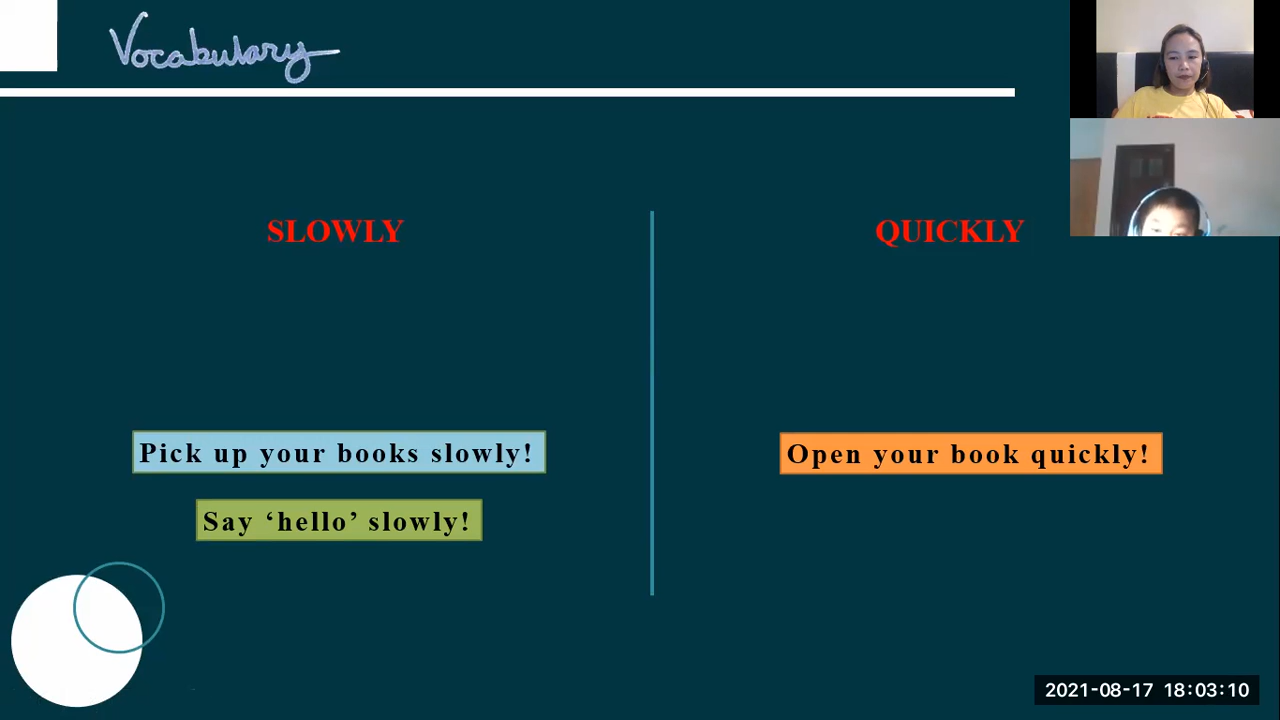 Vocabulary
SLOWLY
QUICKLY
Pick up your books slowly!
Open your book quickly!
Say ‘hello’ slowly!
2021-08-17 18:03:10